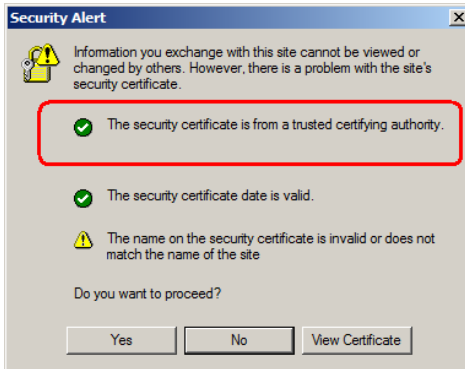 Security Alert
Information you exchange with this site cannot be viewed or
changed by others. However, there is a problem with the site's
security certificate.
The security certificate is from a trusted certifying authority.
The security certificate date is valid.
The name on the security certificate is invalid or does not
match the name of the site
Do you want to proceed?
Yes No View Certificate